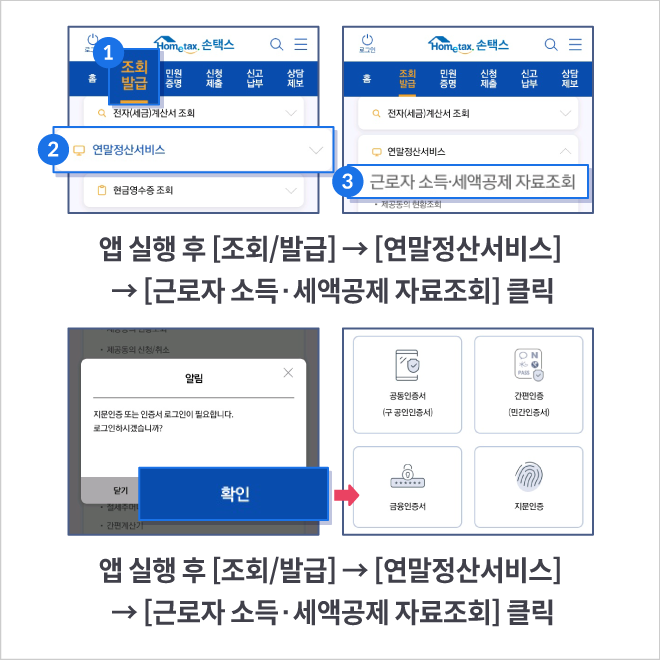 로그인
Hometax. 손택스
1
홈
조회
발급
민원
증명
신청
제출
신고
납부
상담
제보
전자(세금)계산서 조회
2
연말정산서비스
현금영수증 조회
로그인
Hometax. 손택스
홈
조회
발급
민원
증명
신청
제출
신고
납부
상담
제보
전자(세금)계산서 조회
연말정산서비스
3
근로자 소득·세액공제 자료조회
· 제공동의 현황조회
앱 실행 후 [조회/발급] → [연말정산서비스]
→ [근로자 소득·세액공제 자료조회] 클릭
· 제공동의 현황조회
· 제공동의 신청/취소
알림
지문인증 또는 인증서 로그인이 필요합니다.
로그인하시겠습니까?
닫기
확인
· 간편계산기
공동인증서
(구 공인인증서)
N
PASS
간편인증
(민간인증서)
금융인증서
지문인증
앱 실행 후 [조회/발급] → [연말정산서비스]
→ [근로자 소득·세액공제 자료조회] 클릭